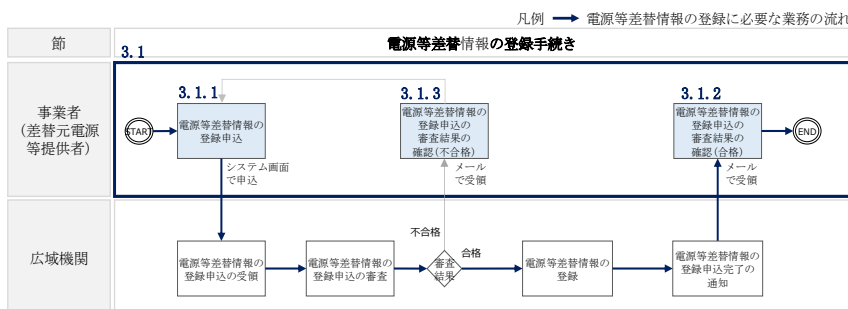 凡例 電源等差替情報の登録に必要な業務の流れ
節
電源等差替情報の登録手続き
3.1
事業者
(差替元電源
等提供者)
START
3.1.1
電源等差替情報の
登録申込
3.1.3
電源等差替情報の
登録申込の
審査結果の
確認(不合格)
3.1.2
電源等差替情報の
登録申込の
審査結果の
確認(合格)
END
システム画面
で申込
メール
で受領
メール
で受領
広域機関
電源等差替情報の
登録申込の受領
電源等差替情報の
登録申込の審査
不合格
審査
結果
合格
電源等差替情報の
登録
電源等差替情報の
登録申込完了の
通知